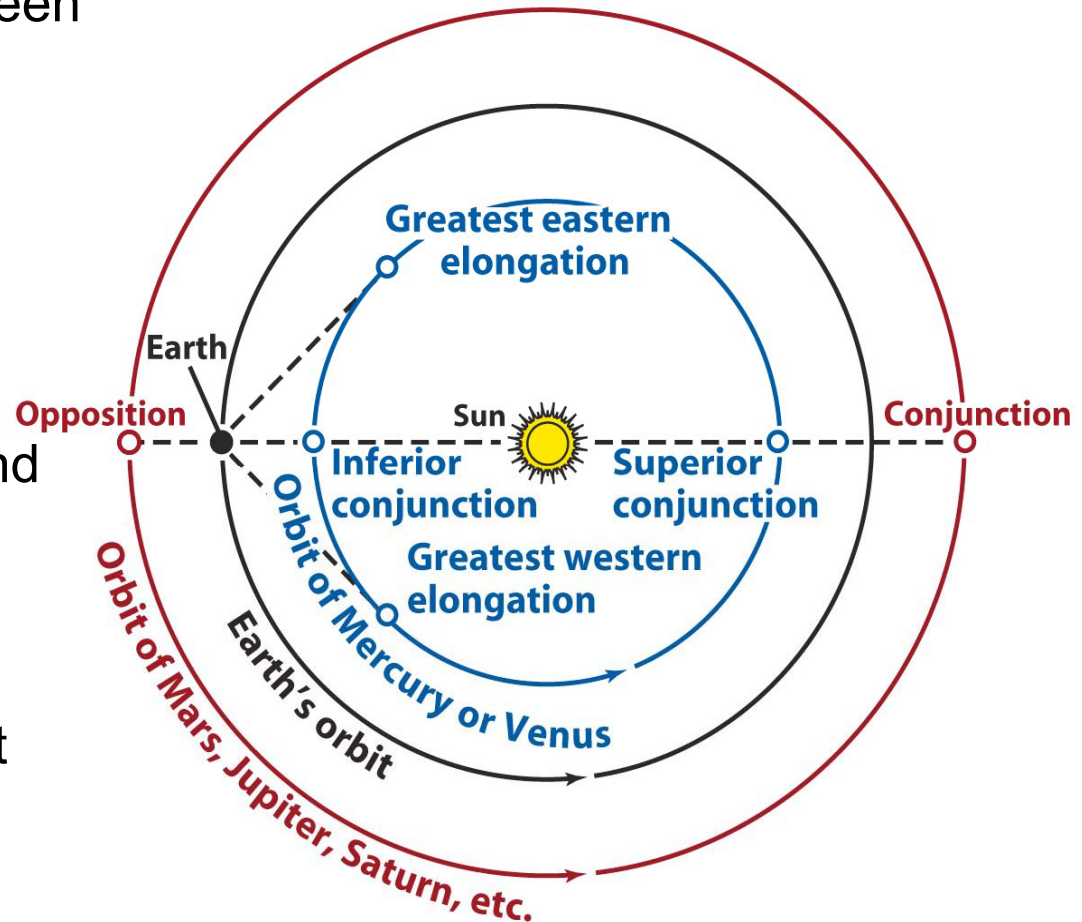 Greatest eastern
elongation
Earth
Opposition
Sun
Conjunction
Inferior
conjunction
Superior
conjunction
nd
Greatest western
elongation
Orbit of Mercury or Venus
Earth's orbit
t
Orbit of Mars, Jupiter, Saturn, etc.